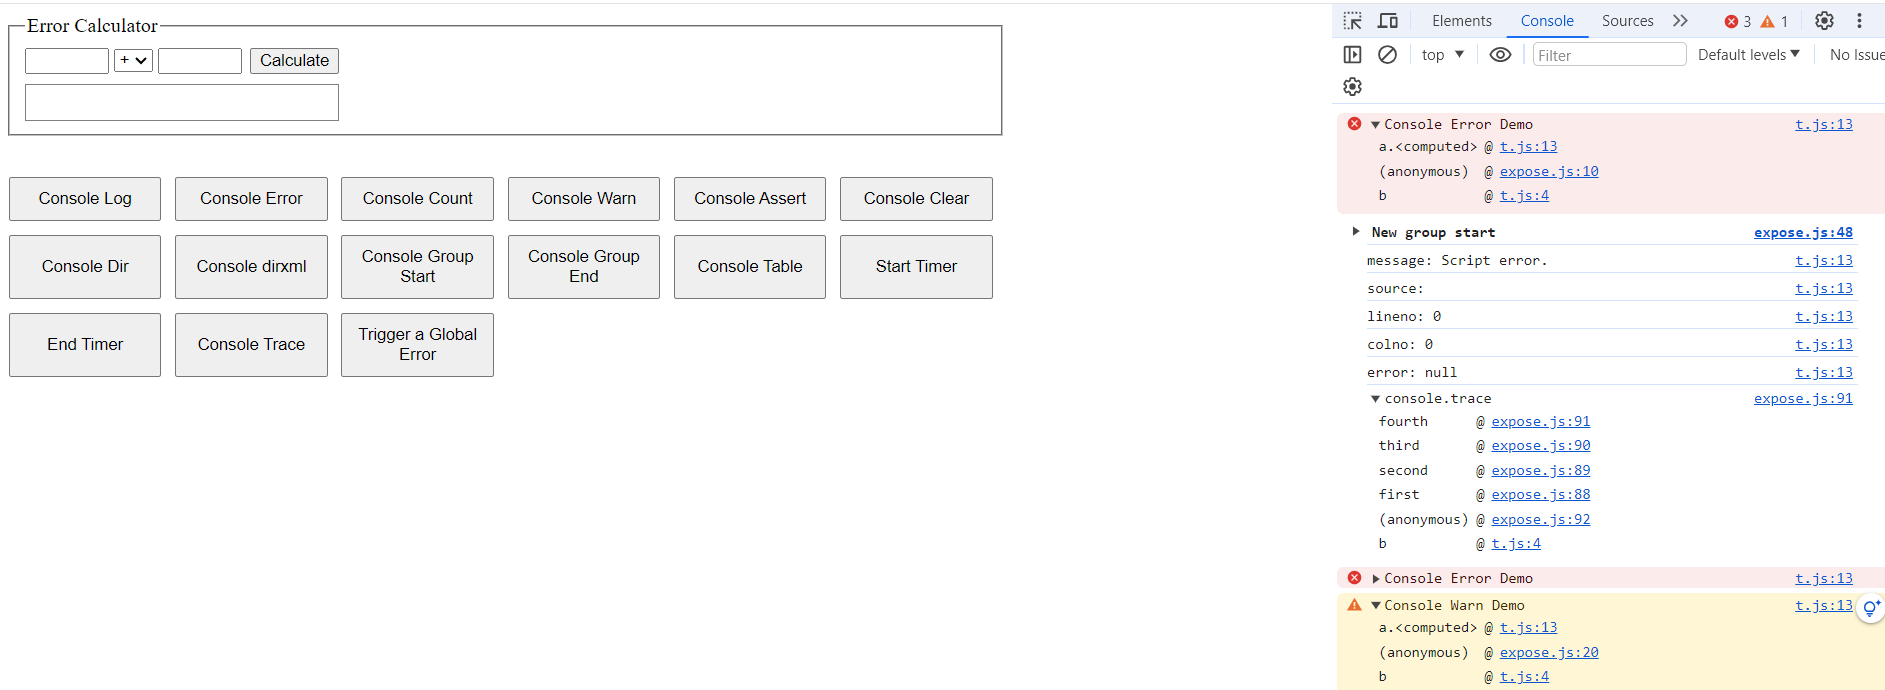 Error Calculator
+ Calculate
Console Log Console Error Console Count Console Warn Console Assert Console Clear
Console Dir Console dirxml Console Group Start Console Group End Console Table Start Timer
End Timer Console Trace Trigger a Global Error
Elements Console Sources 3 1
top Filter Default levels No Issue
Console Error Demo t.js:13
a.<computed> @ t.js:13
(anonymous) @ expose.js:10
b @ t.js:4
New group start expose.js:48
message: Script error. t.js:13
source: t.js:13
lineno: 0 t.js:13
colno: 0 t.js:13
error: null t.js:13
console.trace expose.js:91
fourth @ expose.js:91
third @ expose.js:90
second @ expose.js:89
first @ expose.js:88
(anonymous) @ expose.js:92
b @ t.js:4
Console Error Demo t.js:13
Console Warn Demo t.js:13
a.<computed> @ t.js:13
(anonymous) @ expose.js:20
b @ t.js:4